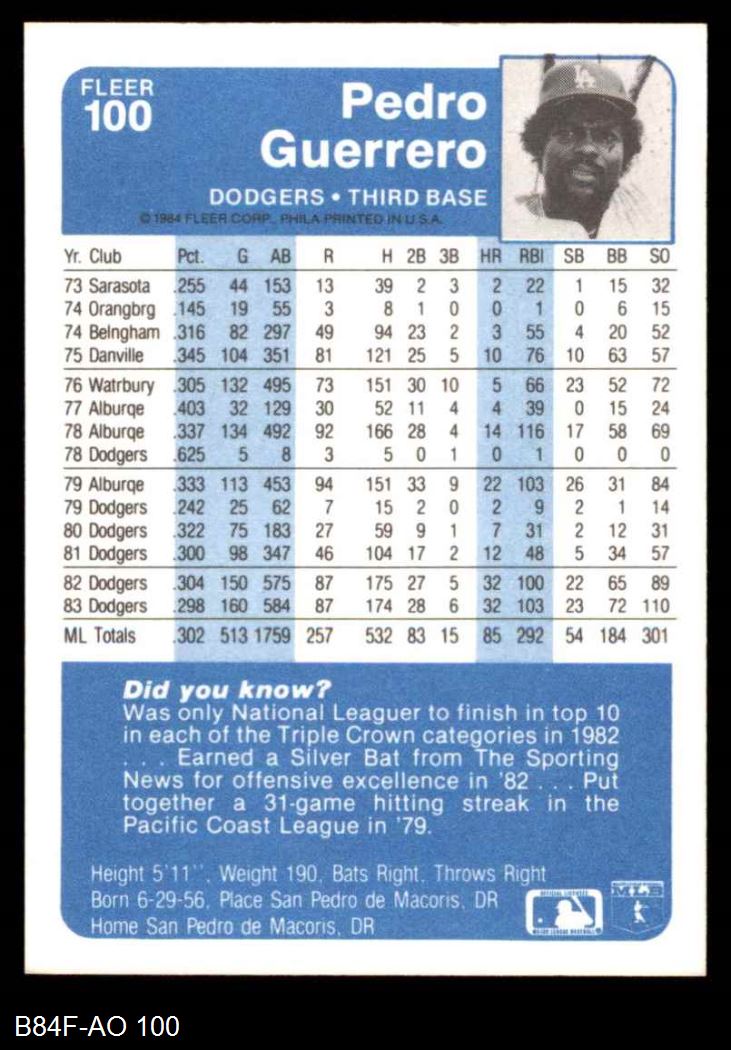 FLEER
100
Pedro
Guerrero
DODGERS • THIRD BASE
© 1984 FLEER CORP., PHILA PRINTED IN U.S.A.
Yr. Club Pct. G AB R H 2B 3B HR RBI SB BB SO
73 Sarasota .255 44 153 13 39 2 3 2 22 1 15 32
74 Orangbrg .145 19 55 3 8 1 0 0 1 0 6 15
74 Belngham .316 82 297 49 94 23 2 3 55 4 20 52
75 Danville .345 104 351 81 121 25 5 10 76 10 63 57
76 Watrbury .305 132 495 73 151 30 10 5 66 23 52 72
77 Alburqe .403 32 129 30 52 11 4 4 39 0 15 24
78 Alburqe .337 134 492 92 166 28 4 14 116 17 58 69
78 Dodgers .625 5 8 3 5 0 1 0 1 0 0 0
79 Alburqe .333 113 453 94 151 33 9 22 103 26 31 84
79 Dodgers .242 25 62 7 15 2 0 2 9 2 1 14
80 Dodgers .322 75 183 27 59 9 1 7 31 2 12 31
81 Dodgers .300 98 347 46 104 17 2 12 48 5 34 57
82 Dodgers .304 150 575 87 175 27 5 32 100 22 65 89
83 Dodgers .298 160 584 87 174 28 6 32 103 23 72 110
ML Totals .302 513 1759 257 532 83 15 85 292 54 184 301
Did you know?
Was only National Leaguer to finish in top 10
in each of the Triple Crown categories in 1982
. . . Earned a Silver Bat from The Sporting
News for offensive excellence in '82 . . . Put
together a 31-game hitting streak in the
Pacific Coast League in '79.
Height 5'11", Weight 190, Bats Right, Throws Right
Born 6-29-56, Place San Pedro de Macoris, DR
Home San Pedro de Macoris, DR
B84F-AO 100